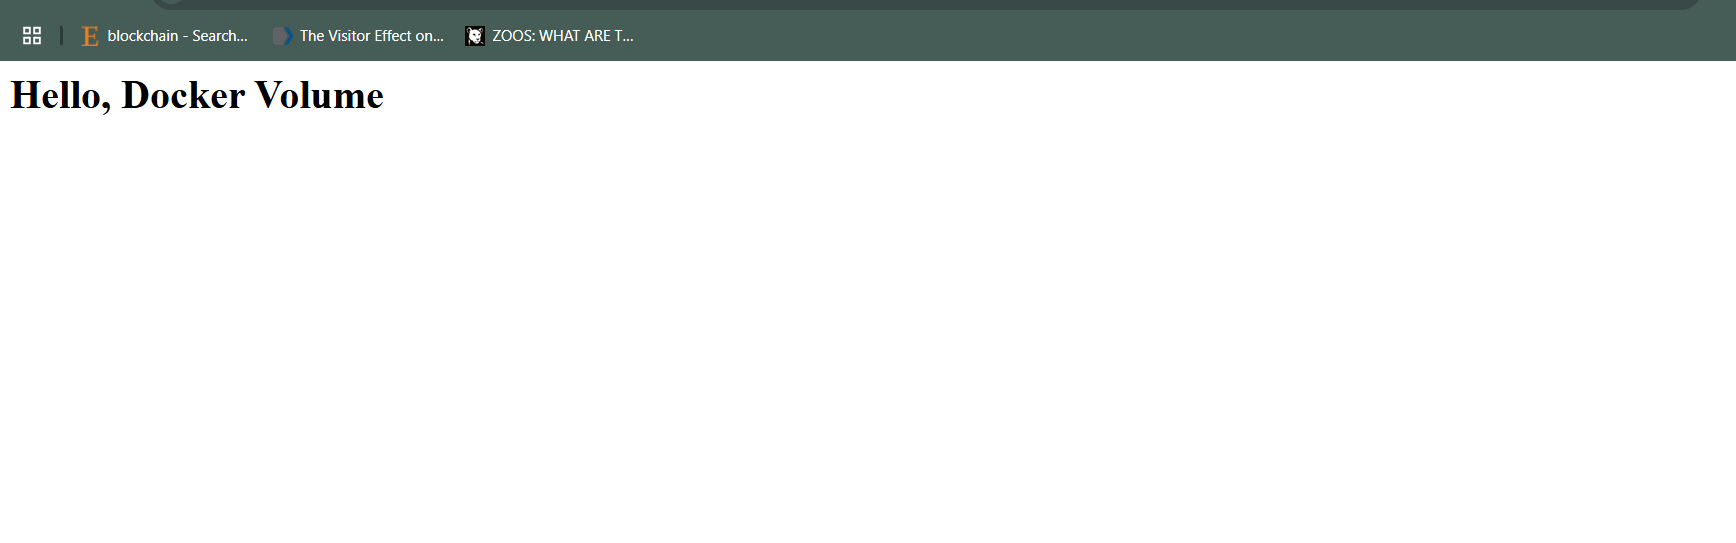 blockchain - Search... The Visitor Effect on... ZOOS: WHAT ARE T...
Hello, Docker Volume